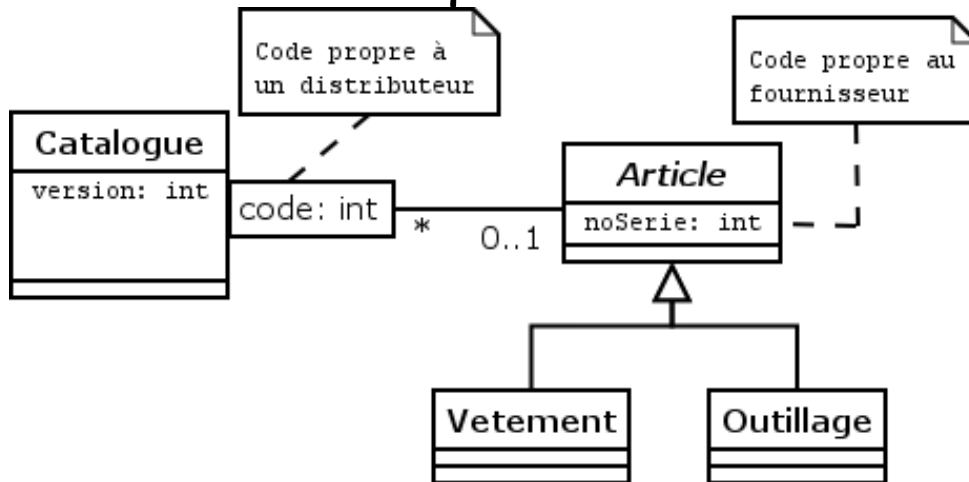 Code propre à
un distributeur
Code propre au
fournisseur
Catalogue
version: int
code: int
*
0..1
Article
noSerie: int
Vetement
Outillage